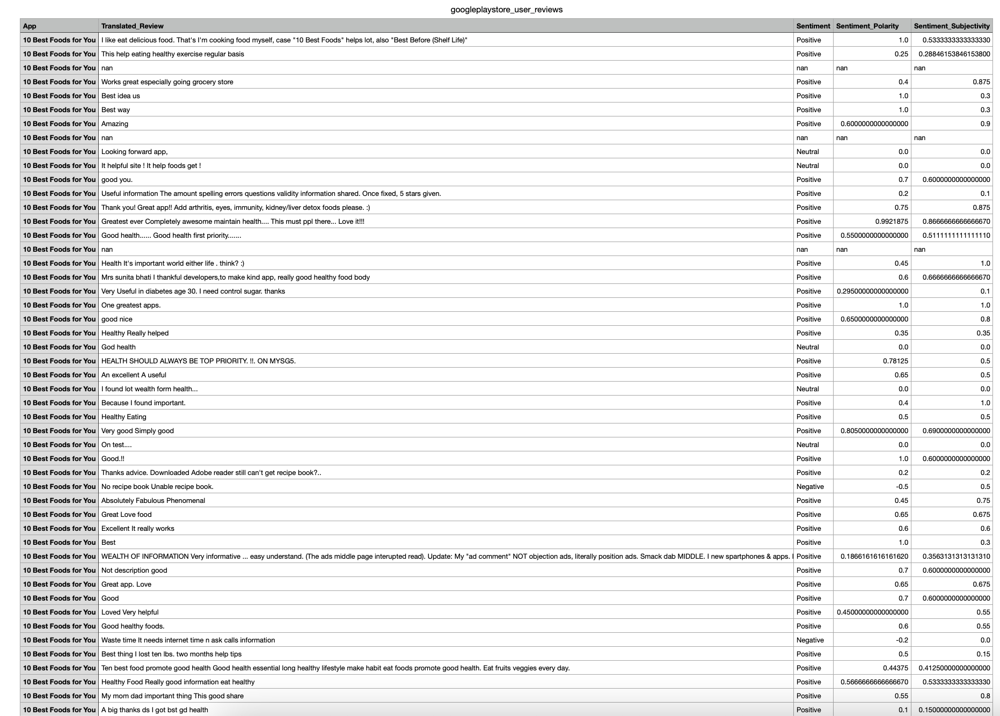 googleplaystore_user_reviews
App Translated_Review Sentiment Sentiment_Polarity Sentiment_Subjectivity
10 Best Foods for You I like eat delicious food. That's I'm cooking food myself, case "10 Best Foods" helps lot, also "Best Before (Shelf Life)" Positive 1.0 0.5333333333333330
10 Best Foods for You This help eating healthy exercise regular basis Positive 0.25 0.28846153846153800
10 Best Foods for You nan nan nan nan
10 Best Foods for You Works great especially going grocery store Positive 0.4 0.875
10 Best Foods for You Best idea us Positive 1.0 0.3
10 Best Foods for You Best way Positive 1.0 0.3
10 Best Foods for You Amazing Positive 0.6000000000000000 0.9
10 Best Foods for You nan nan nan nan
10 Best Foods for You Looking forward app, Neutral 0.0 0.0
10 Best Foods for You It helpful site ! It help foods get ! Neutral 0.0 0.0
10 Best Foods for You good you. Positive 0.7 0.6000000000000000
10 Best Foods for You Useful information The amount spelling errors questions validity information shared. Once fixed, 5 stars given. Positive 0.2 0.1
10 Best Foods for You Thank you! Great app!! Add arthritis, eyes, immunity, kidney/liver detox foods please. :) Positive 0.75 0.875
10 Best Foods for You Greatest ever Completely awesome maintain health.... This must ppl there... Love it!!! Positive 0.9921875 0.8666666666666670
10 Best Foods for You Good health...... Good health first priority....... Positive 0.5500000000000000 0.5111111111111110
10 Best Foods for You nan nan nan nan
10 Best Foods for You Health It's important world either life . think? :) Positive 0.45 1.0
10 Best Foods for You Mrs sunita bhati I thankful developers,to make kind app, really good healthy food body Positive 0.6 0.6666666666666670
10 Best Foods for You Very Useful in diabetes age 30. I need control sugar. thanks Positive 0.29500000000000000 0.1
10 Best Foods for You One greatest apps. Positive 1.0 1.0
10 Best Foods for You good nice Positive 0.6500000000000000 0.8
10 Best Foods for You Healthy Really helped Positive 0.35 0.35
10 Best Foods for You God health Neutral 0.0 0.0
10 Best Foods for You HEALTH SHOULD ALWAYS BE TOP PRIORITY. !!. ON MYSG5. Positive 0.78125 0.5
10 Best Foods for You An excellent A useful Positive 0.65 0.5
10 Best Foods for You I found lot wealth form health... Neutral 0.0 0.0
10 Best Foods for You Because I found important. Positive 0.4 1.0
10 Best Foods for You Healthy Eating Positive 0.5 0.5
10 Best Foods for You Very good Simply good Positive 0.8050000000000000 0.6900000000000000
10 Best Foods for You On test.... Neutral 0.0 0.0
10 Best Foods for You Good.!! Positive 1.0 0.6000000000000000
10 Best Foods for You Thanks advice. Downloaded Adobe reader still can't get recipe book?.. Positive 0.2 0.2
10 Best Foods for You No recipe book Unable recipe book. Negative -0.5 0.5
10 Best Foods for You Absolutely Fabulous Phenomenal Positive 0.45 0.75
10 Best Foods for You Great Love food Positive 0.65 0.675
10 Best Foods for You Excellent It really works Positive 0.6 0.6
10 Best Foods for You Best Positive 1.0 0.3
10 Best Foods for You WEALTH OF INFORMATION Very informative ... easy understand. (The ads middle page interupted read). Update: My "ad comment" NOT objection ads, literally position ads. Smack dab MIDDLE. I new spartphones & apps. I Positive 0.1866161616161620 0.3563131313131310
10 Best Foods for You Not description good Positive 0.7 0.6000000000000000
10 Best Foods for You Great app. Love Positive 0.65 0.675
10 Best Foods for You Good Positive 0.7 0.6000000000000000
10 Best Foods for You Loved Very helpful Positive 0.45000000000000000 0.55
10 Best Foods for You Good healthy foods. Positive 0.6 0.55
10 Best Foods for You Waste time It needs internet time n ask calls information Negative -0.2 0.0
10 Best Foods for You Best thing I lost ten lbs. two months help tips Positive 0.5 0.15
10 Best Foods for You Ten best food promote good health Good health essential long healthy lifestyle make habit eat foods promote good health. Eat fruits veggies every day. Positive 0.44375 0.41250000000000000
10 Best Foods for You Healthy Food Really good information eat healthy Positive 0.5666666666666670 0.5333333333333330
10 Best Foods for You My mom dad important thing This good share Positive 0.55 0.8
10 Best Foods for You A big thanks ds I got bst gd health Positive 0.1 0.15000000000000000